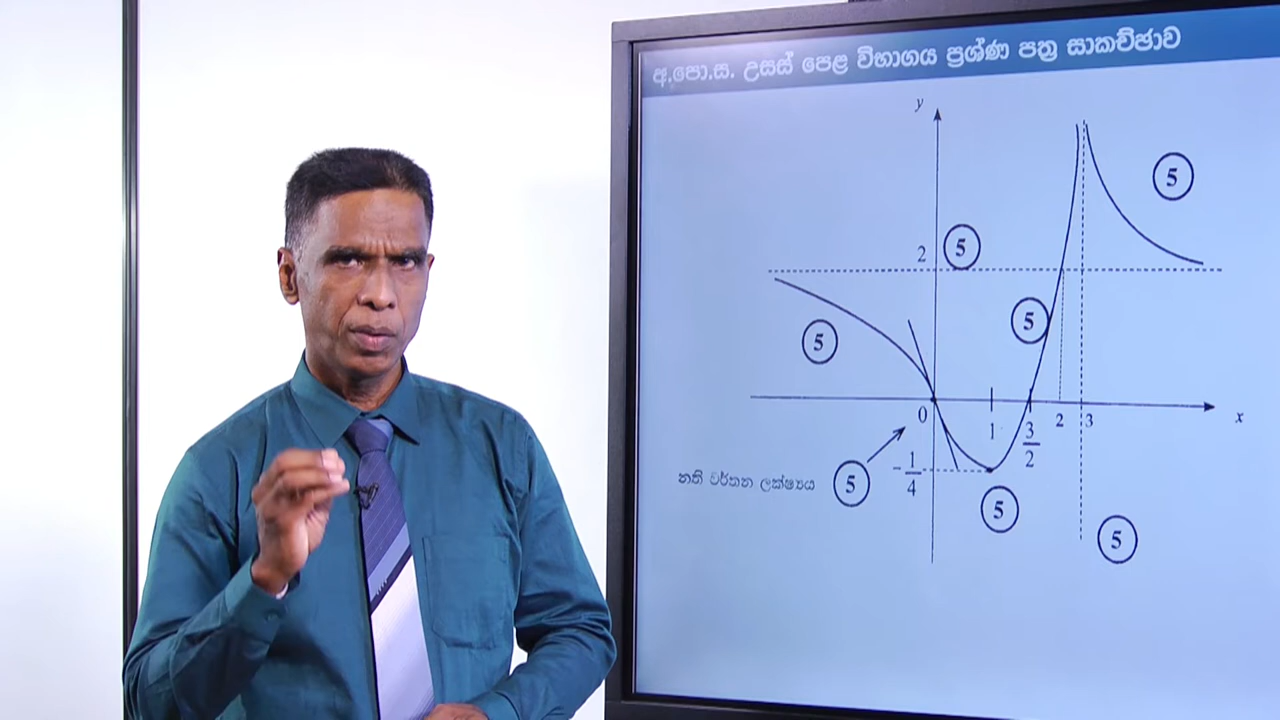 අ.පො.ස. උසස් පෙළ විභාගය ප්‍රශ්ණ පත්‍ර සාකච්ඡාව
y
5
2 5
5 5
0 1 3/2 2 3 x
නති වර්තන ලක්ෂ්‍යය 5 -1/4
5 5